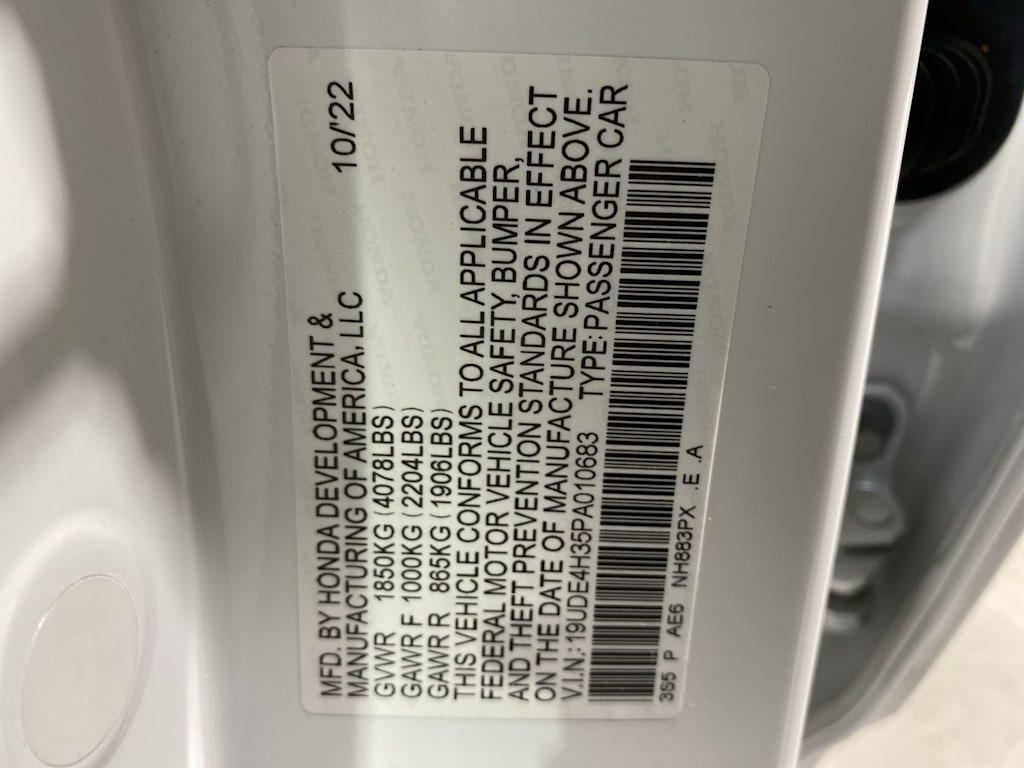 MFD. BY HONDA DEVELOPMENT &
MANUFACTURING OF AMERICA, LLC 10/'22
GVWR 1850KG (4078LBS)
GAWR F 1000KG (2204LBS)
GAWR R 865KG (1906LBS)
THIS VEHICLE CONFORMS TO ALL APPLICABLE
FEDERAL MOTOR VEHICLE SAFETY, BUMPER,
AND THEFT PREVENTION STANDARDS IN EFFECT
ON THE DATE OF MANUFACTURE SHOWN ABOVE.
V.I.N.: 19UDE4H35PA010683 TYPE: PASSENGER CAR
3S5 P AE6 NH883PX .E .A